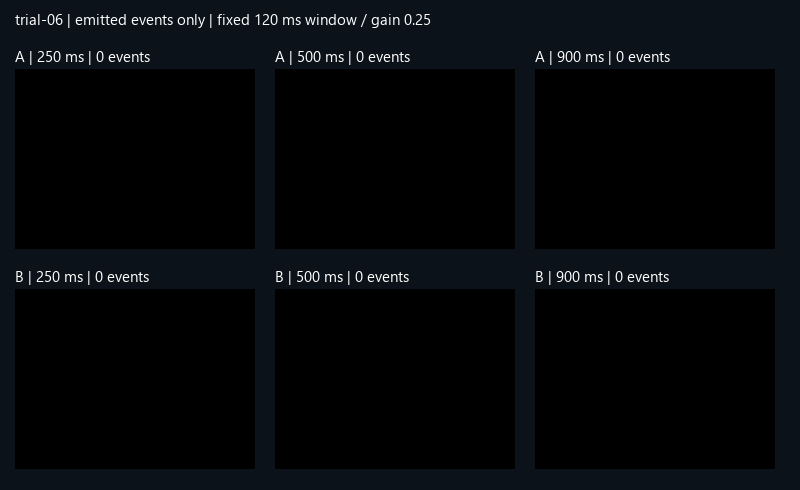 trial-06 | emitted events only | fixed 120 ms window / gain 0.25
A | 250 ms | 0 events
A | 500 ms | 0 events
A | 900 ms | 0 events
B | 250 ms | 0 events
B | 500 ms | 0 events
B | 900 ms | 0 events